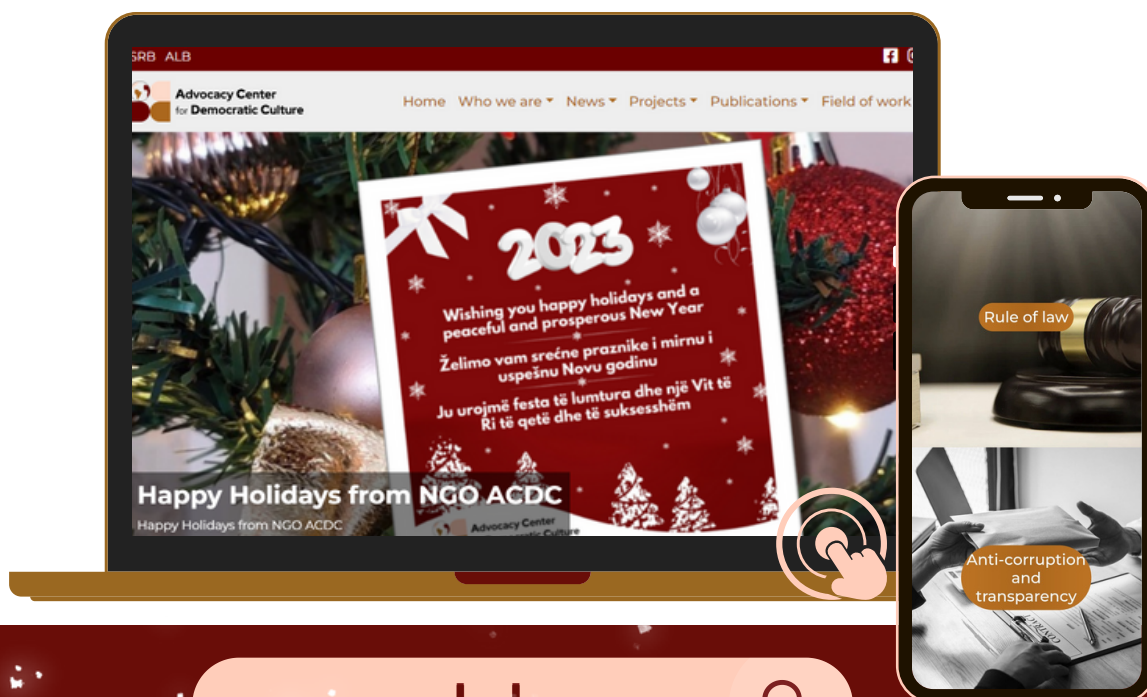 SRB ALB
Advocacy Center
for Democratic Culture
Home Who we are News Projects Publications Field of work
2023
Wishing you happy holidays and a
peaceful and prosperous New Year
Želimo vam srećne praznike i mirnu i
uspešnu Novu godinu
Ju urojmë festa të lumtura dhe një Vit të
Ri të qetë dhe të suksesshëm
Happy Holidays from NGO ACDC
Happy Holidays from NGO ACDC
Advocacy Center
Democratic Culture
Rule of law
Anti-corruption
and
transparency
CONTRACT